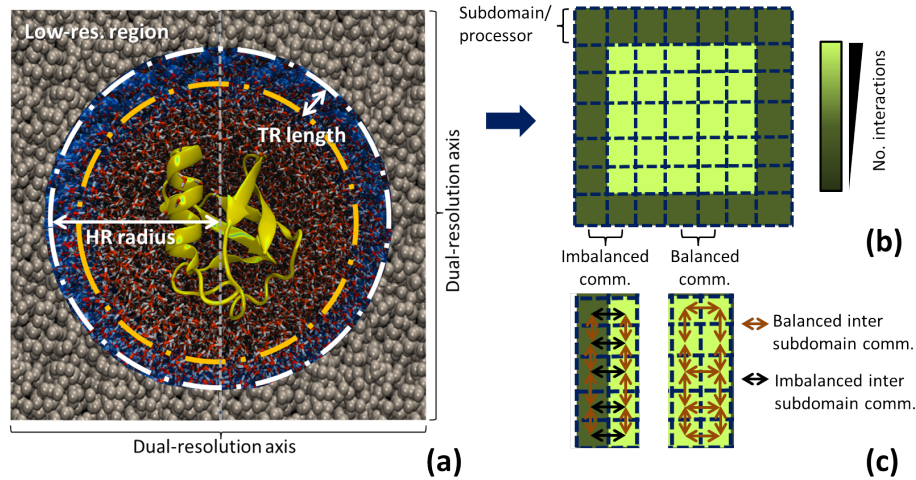 Low-res. region
TR length
HR radius
Dual-resolution axis
Dual-resolution axis
(a)
Subdomain/
processor
No. interactions
(b)
Imbalanced
comm.
Balanced
comm.
Balanced inter
subdomain comm.
Imbalanced inter
subdomain comm.
(c)